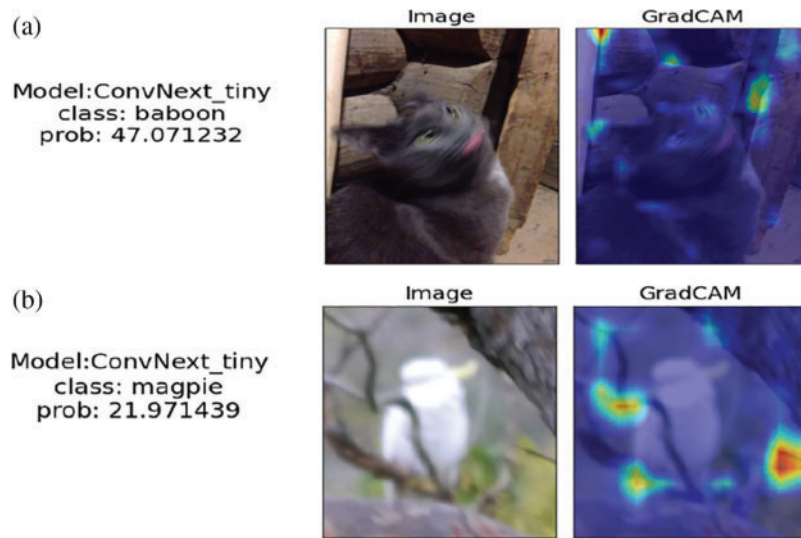 (a)
Image
GradCAM
Model:ConvNext_tiny
class: baboon
prob: 47.071232
(b)
Image
GradCAM
Model:ConvNext_tiny
class: magpie
prob: 21.971439